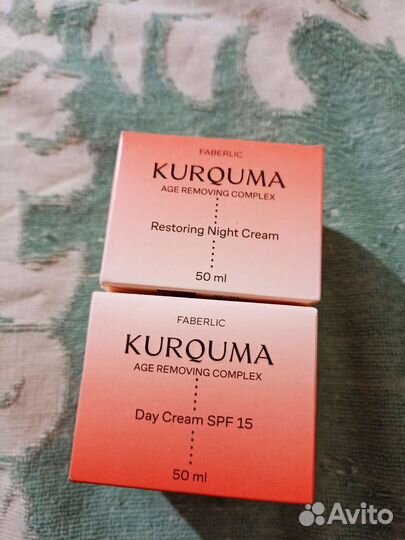 FABERLIC
KURQUMA
AGE REMOVING COMPLEX
Restoring Night Cream
50 ml
FABERLIC
KURQUMA
AGE REMOVING COMPLEX
Day Cream SPF 15
50 ml
Avito